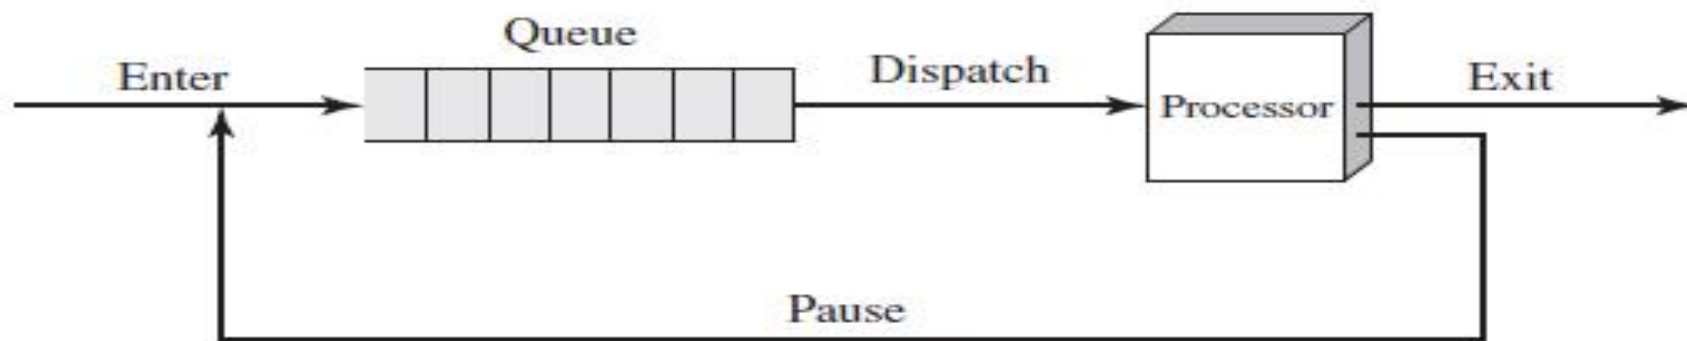 Queue
Enter
Dispatch
Processor
Exit
Pause